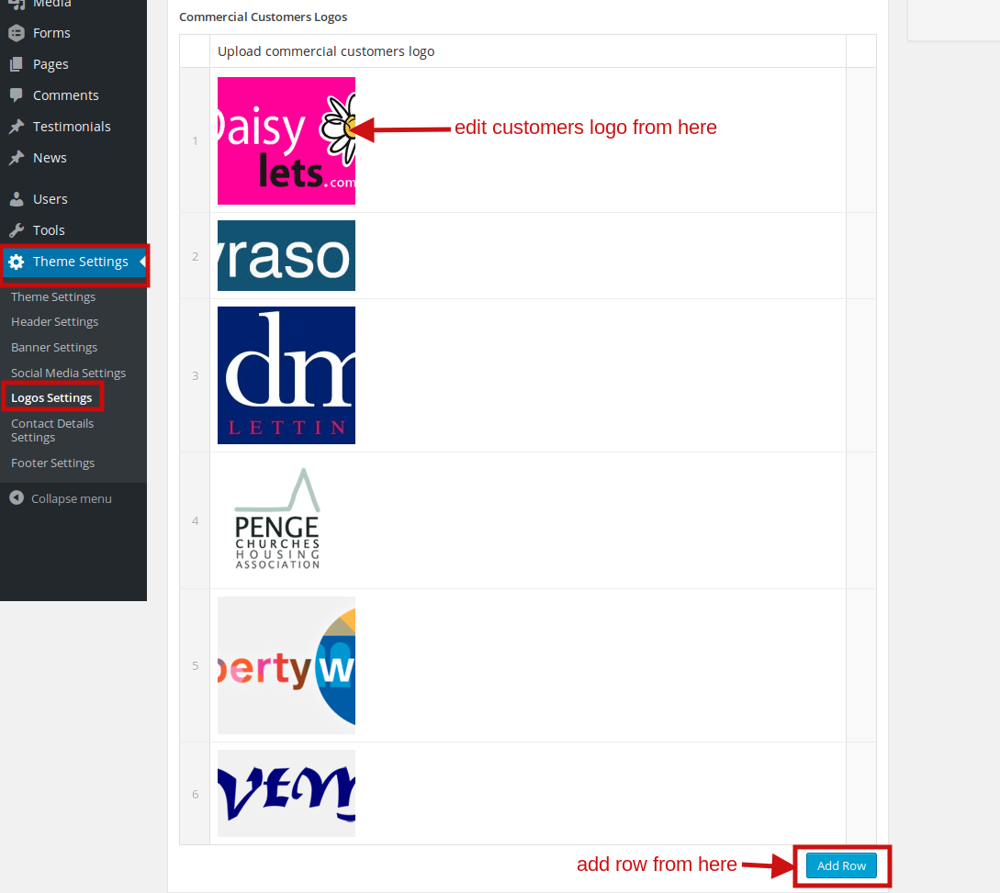 Media
Forms
Pages
Comments
Testimonials
News
Users
Tools
Theme Settings
Theme Settings
Header Settings
Banner Settings
Social Media Settings
Logos Settings
Contact Details
Settings
Footer Settings
Collapse menu
Commercial Customers Logos
Upload commercial customers logo
1
Daisy
lets.com
edit customers logo from here
2
raso
3
dm
LETTIN
4
PENGE
CHURCHES
HOUSING
ASSOCIATION
5
perty w
6
add row from here
Add Row